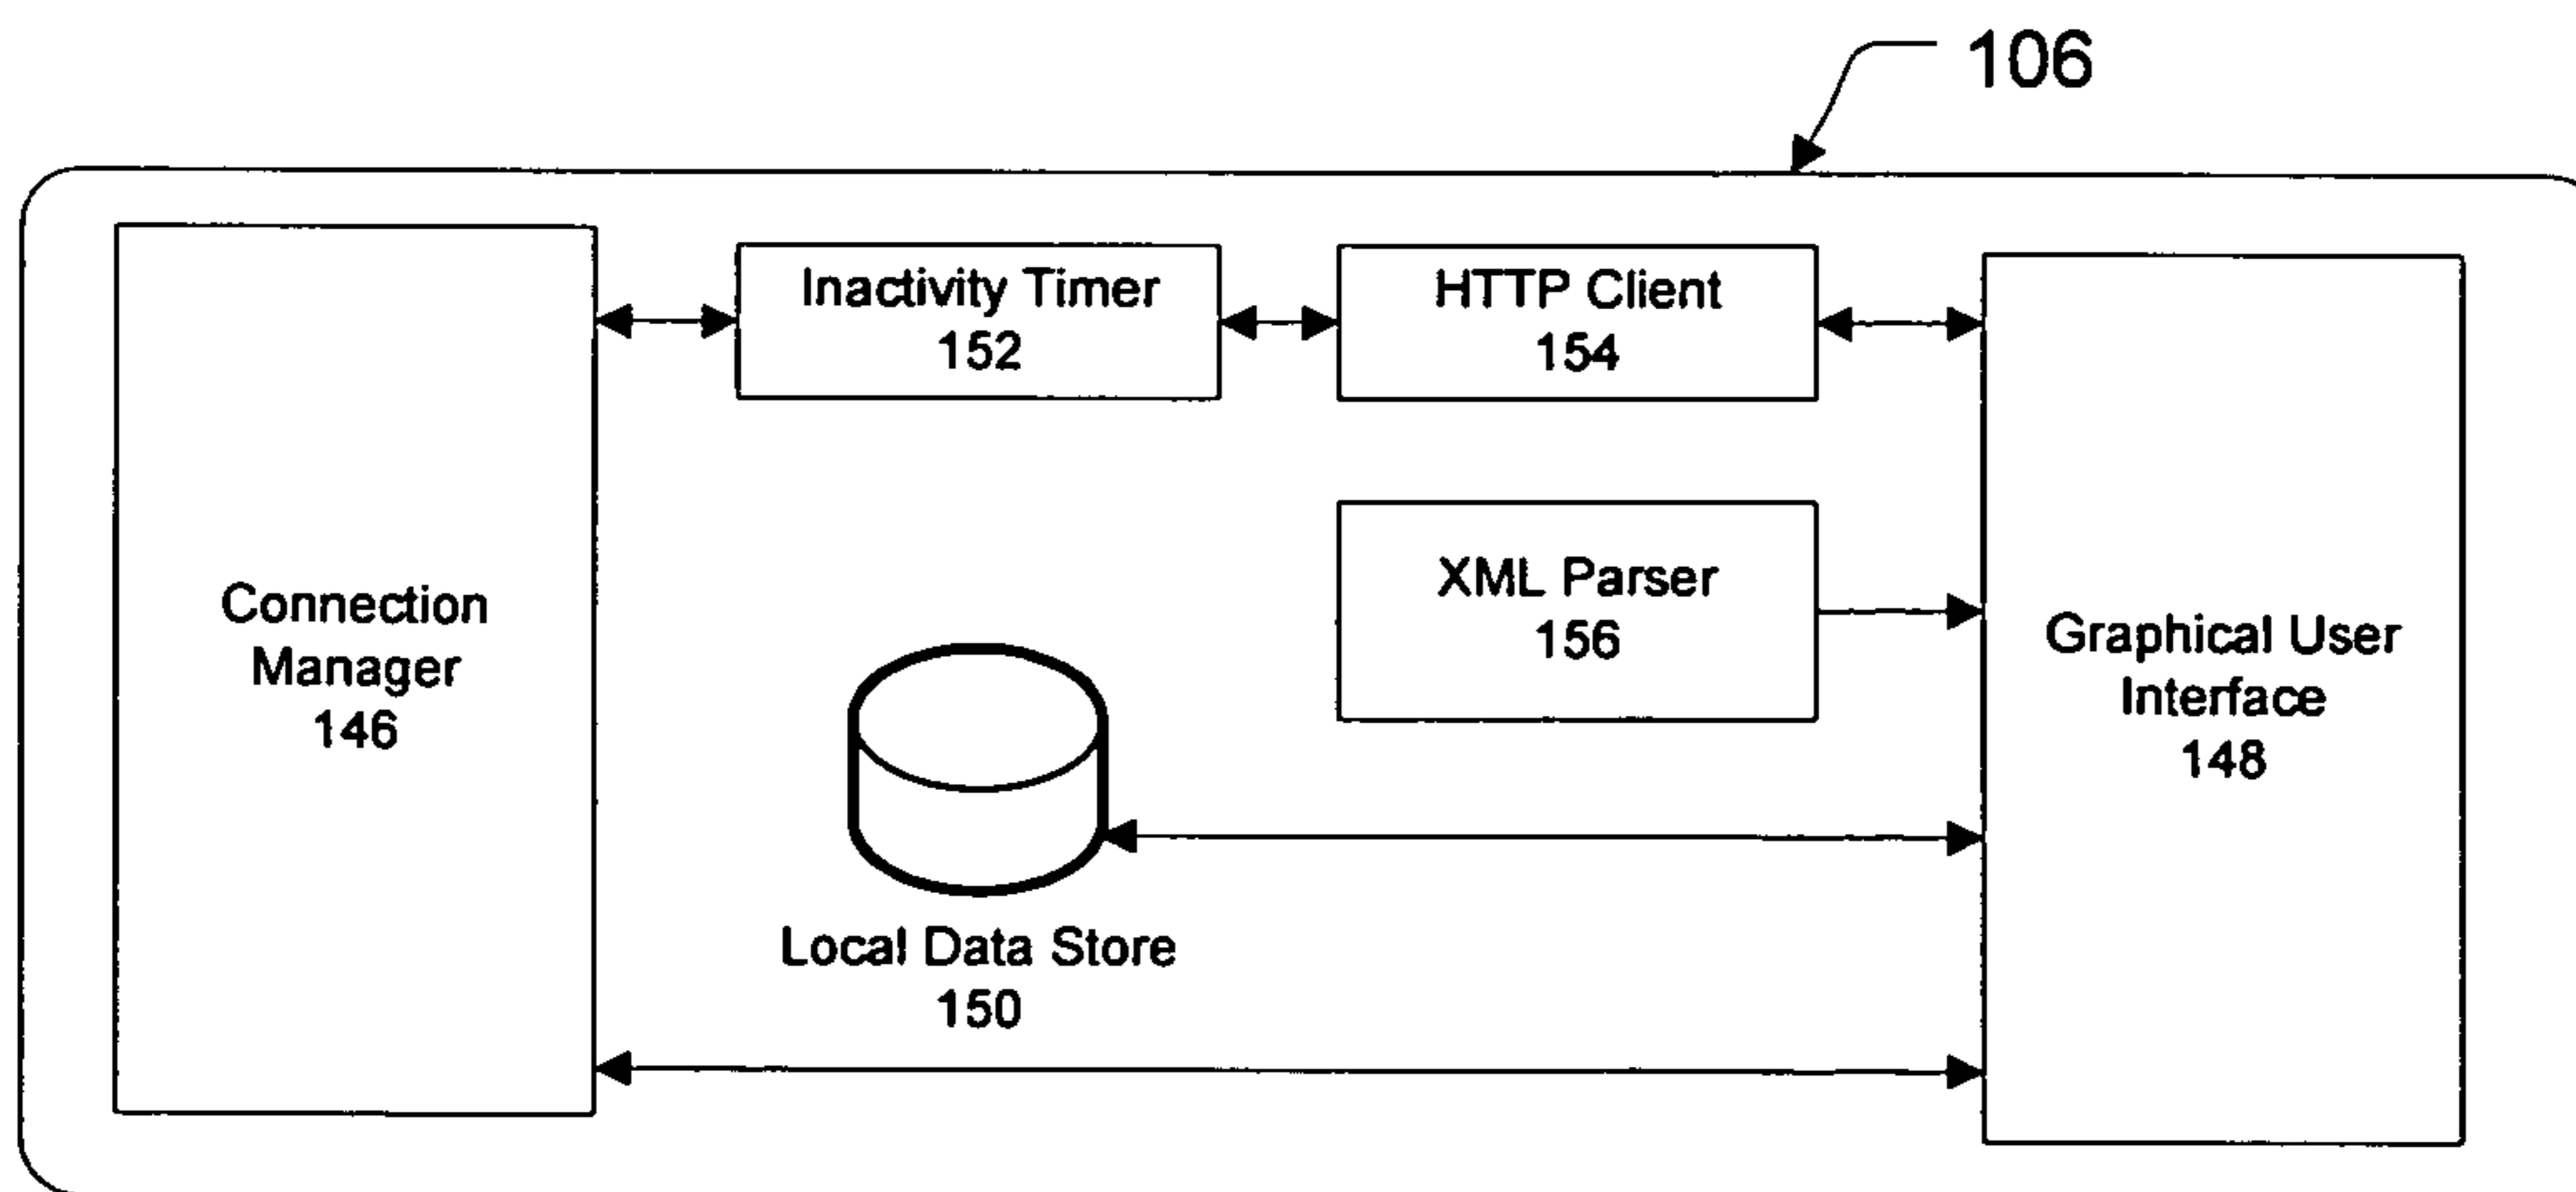 106
Inactivity Timer
152
HTTP Client
154
Connection
Manager
146
XML Parser
156
Graphical User
Interface
148
Local Data Store
150